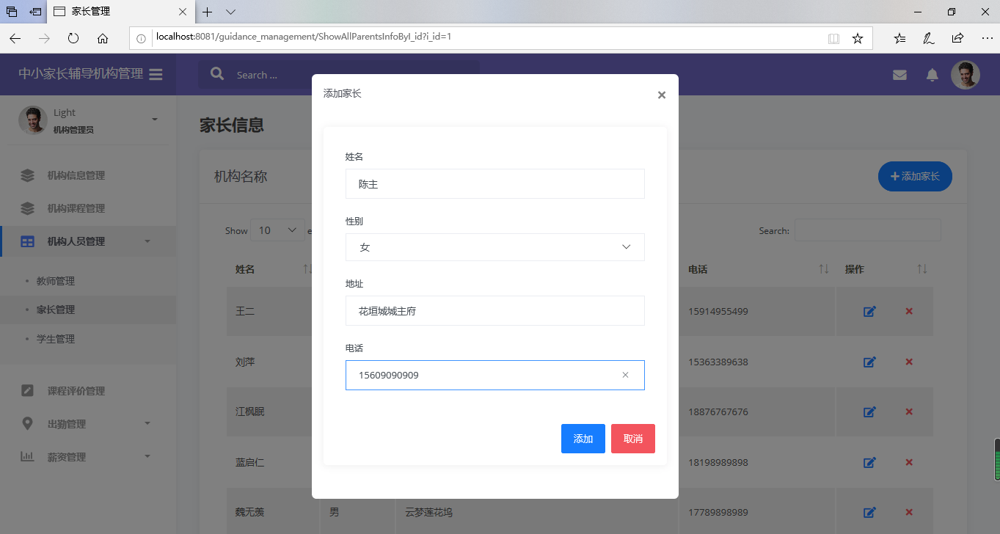 家长管理
localhost:8081/guidance_management/ShowAllParentsInfoByI_id?i_id=1
中小家长辅导机构管理
Search ...
Light
机构管理员
机构信息管理
机构课程管理
机构人员管理
教师管理
家长管理
学生管理
课程评价管理
出勤管理
薪资管理
家长信息
机构名称
添加家长
Show 10 e
Search:
姓名 电话 操作
王二 15914955499
刘萍 15363389638
江枫眠 18876767676
蓝启仁 18198989898
魏无羡 男 云梦莲花坞 17789898989
添加家长
×
姓名
陈主
性别
女
地址
花垣城城主府
电话
15609090909
添加 取消